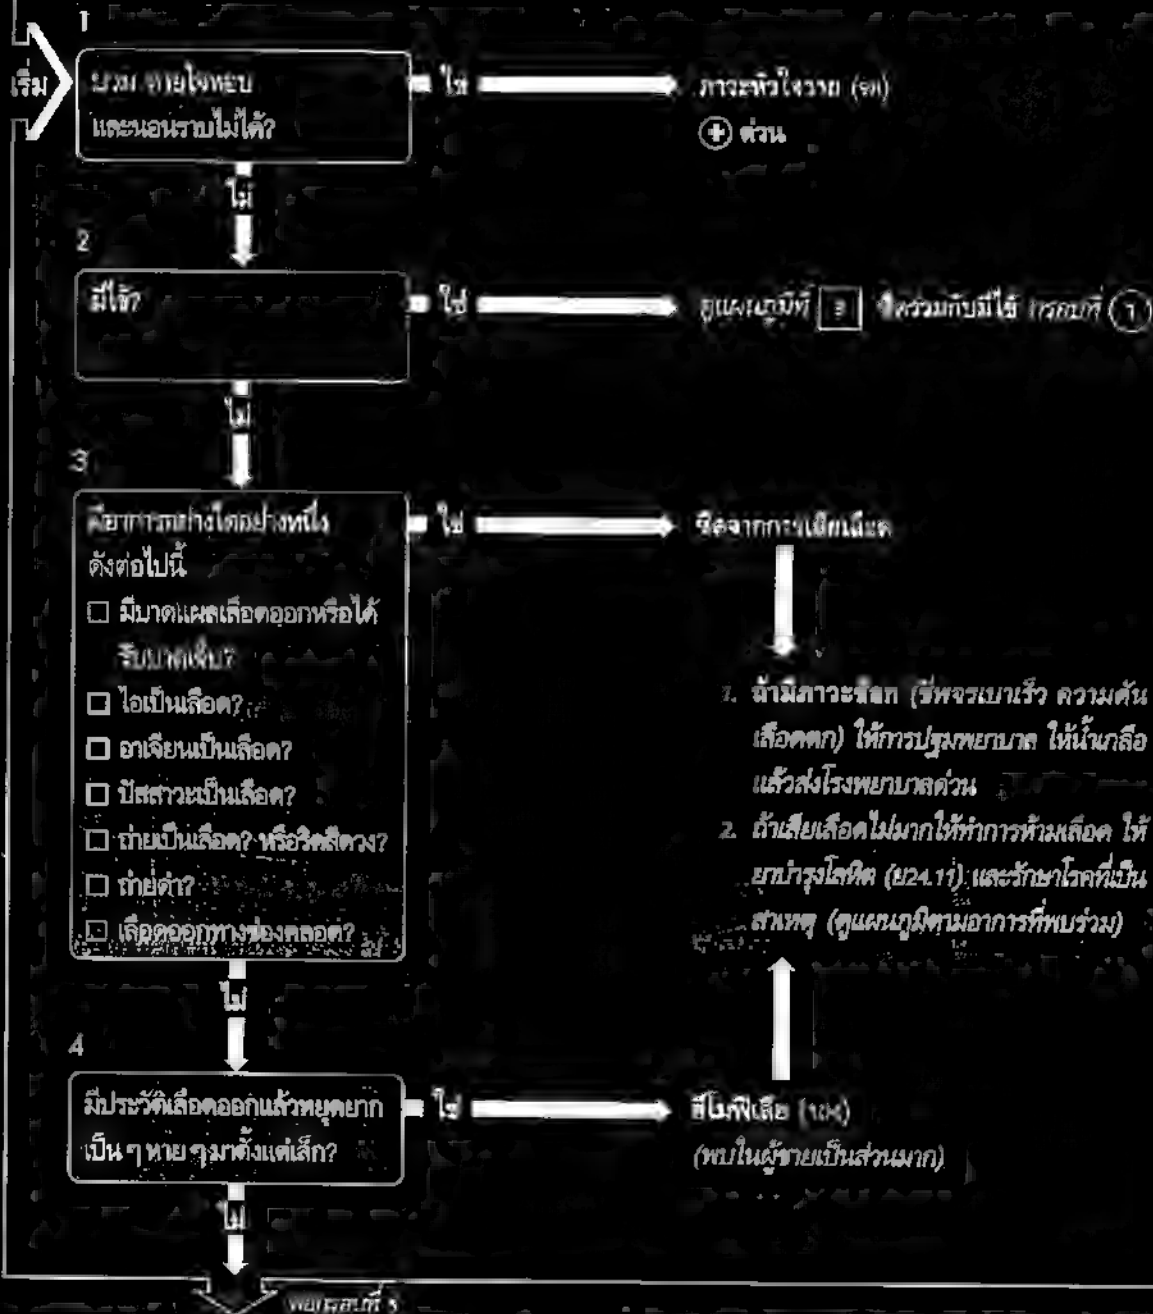 เริ่ม
1
บวม หายใจหอบ
และนอนราบไม่ได้?
ใช่
ภาวะหัวใจวาย
+ ด่วน
ไม่
2
มีไข้?
ใช่
ดูแผนภูมิที่ ซีดร่วมกับมีไข้ กรอบที่ 1
ไม่
3
มีอาการอย่างใดอย่างหนึ่ง
ดังต่อไปนี้
☐ มีบาดแผลเลือดออกหรือได้
รับบาดเจ็บ?
☐ ไอเป็นเลือด?
☐ อาเจียนเป็นเลือด?
☐ ปัสสาวะเป็นเลือด?
☐ ถ่ายเป็นเลือด? หรือริดสีดวง?
☐ ถ่ายดำ?
☐ เลือดออกทางช่องคลอด?
ใช่
ซีดจากการเสียเลือด
1. ถ้ามีภาวะช็อก (ชีพจรเบาเร็ว ความดัน
เลือดตก) ให้การปฐมพยาบาล ให้น้ำเกลือ
แล้วส่งโรงพยาบาลด่วน
2. ถ้าเสียเลือดไม่มากให้ทำการห้ามเลือด ให้
ยาบำรุงโลหิต (ย24.11) และรักษาโรคที่เป็น
สาเหตุ (ดูแผนภูมิตามอาการที่พบร่วม)
ไม่
4
มีประวัติเลือดออกแล้วหยุดยาก
เป็น ๆ หาย ๆ มาตั้งแต่เล็ก?
ใช่
ฮีโมฟิเลีย
(พบในผู้ชายเป็นส่วนมาก)
ไม่